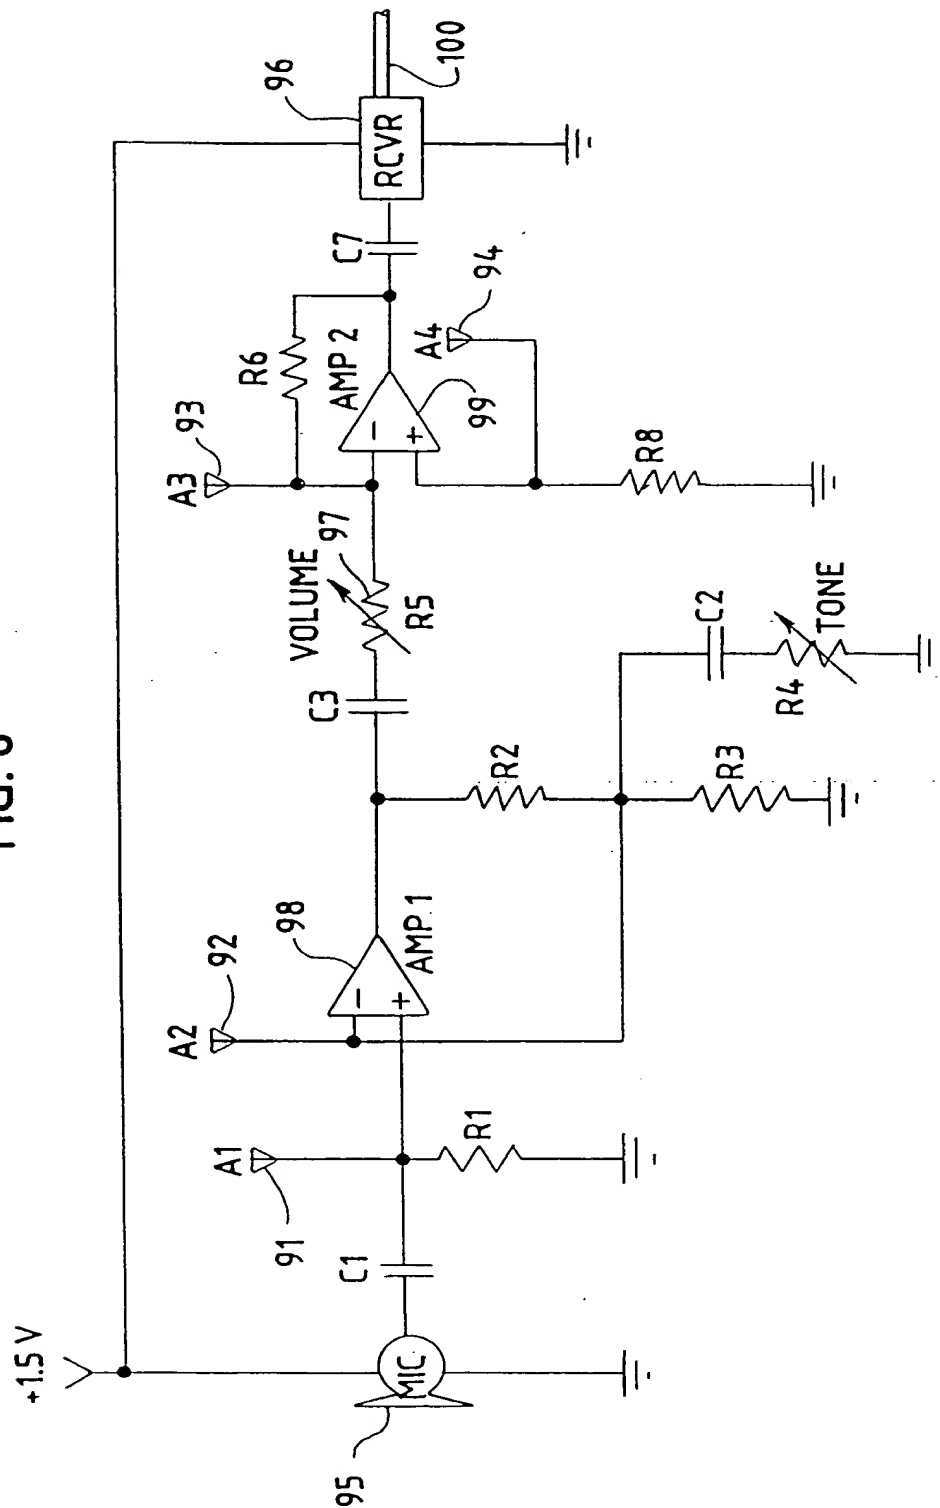 FIG.
+1.5 V
A2
92
A3
93
A1
91
R6
96
98
VOLUME
97
C3
AMP 2
C7
95
C1
MIC
−
+
AMP.1
R5
−
+
RCVR
99
A4
94
100
R1
R2
R8
R3
C2
R4
TONE